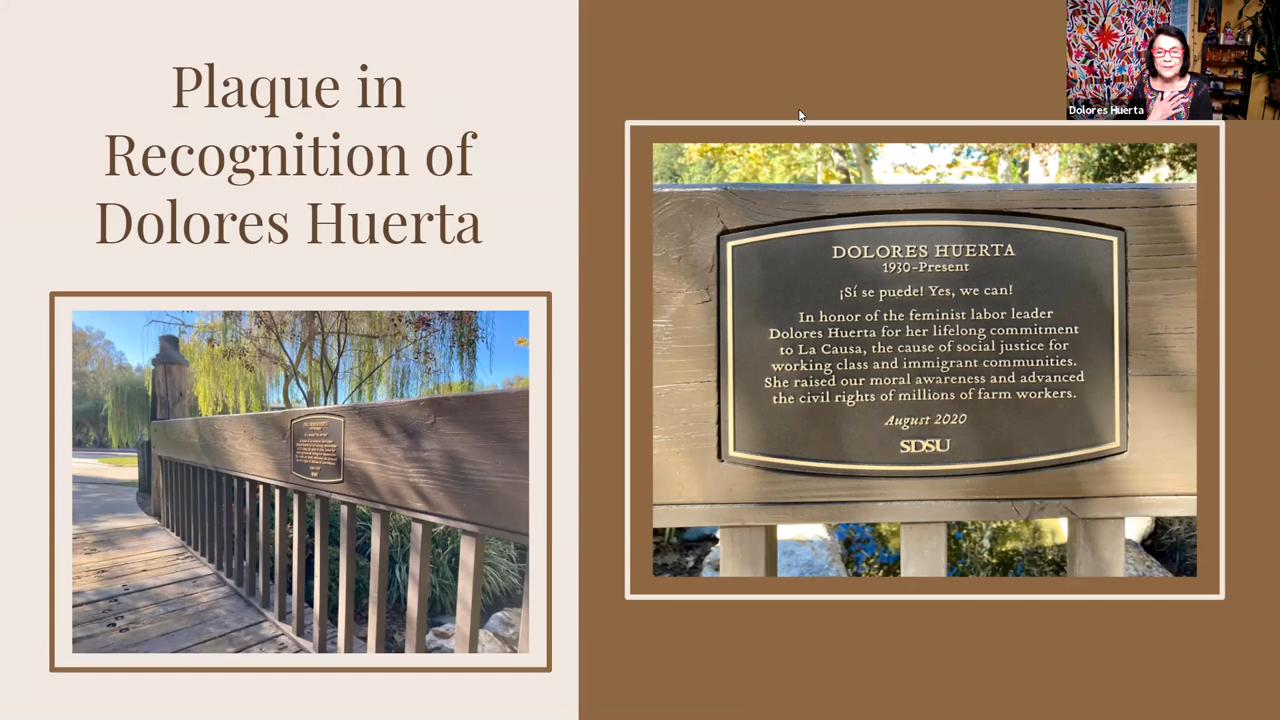 Plaque in
Recognition of
Dolores Huerta
Dolores Huerta
DOLORES HUERTA
1930-Present
¡Sí se puede! Yes, we can!
In honor of the feminist labor leader
Dolores Huerta for her lifelong commitment
to La Causa, the cause of social justice for
working class and immigrant communities.
She raised our moral awareness and advanced
the civil rights of millions of farm workers.
August 2020
SDSU